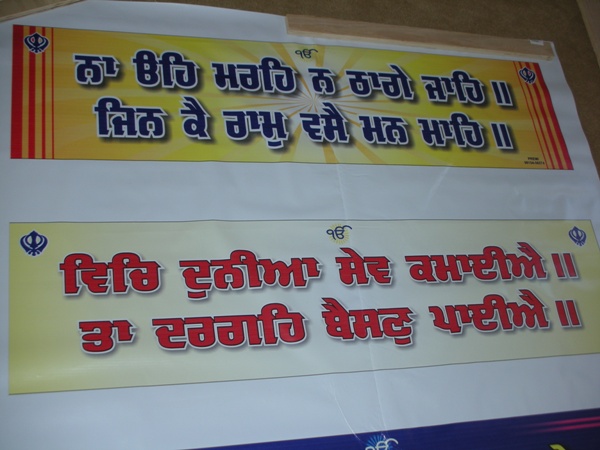 ੴ
ਨਾ ਓਹਿ ਮਰਹਿ ਨ ਠਾਗੇ ਜਾਹਿ ॥
ਜਿਨ ਕੈ ਰਾਮੁ ਵਸੈ ਮਨ ਮਾਹਿ ॥
ੴ
ਵਿਚਿ ਦੁਨੀਆ ਸੇਵ ਕਮਾਈਐ ॥
ਤਾ ਦਰਗਹਿ ਬੈਸਣੁ ਪਾਈਐ ॥
ੴ